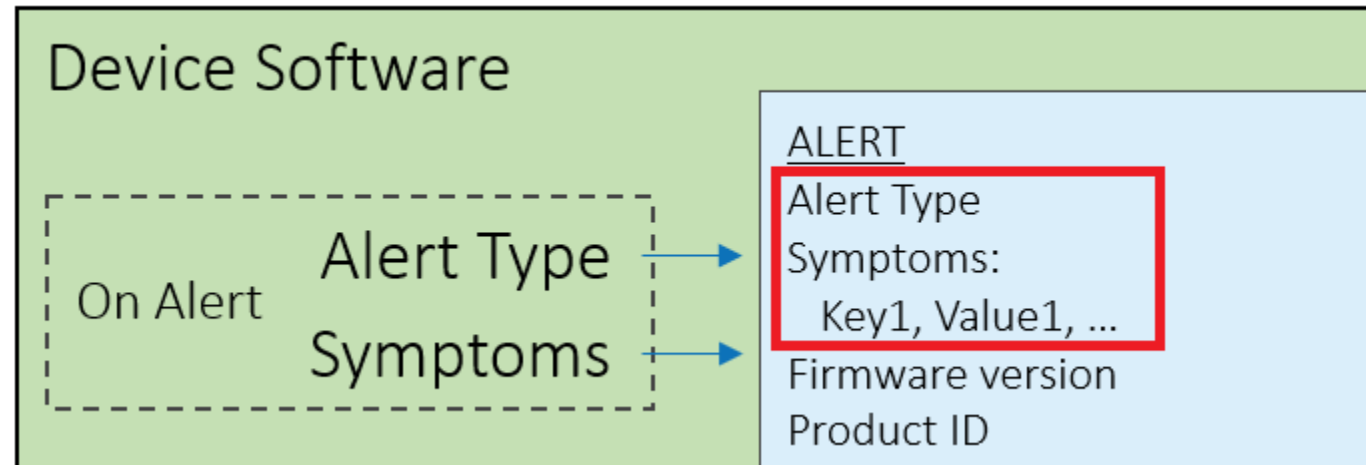 Device Software
On Alert
Alert Type
Symptoms
ALERT
Alert Type
Symptoms:
Key1, Value1, ...
Firmware version
Product ID